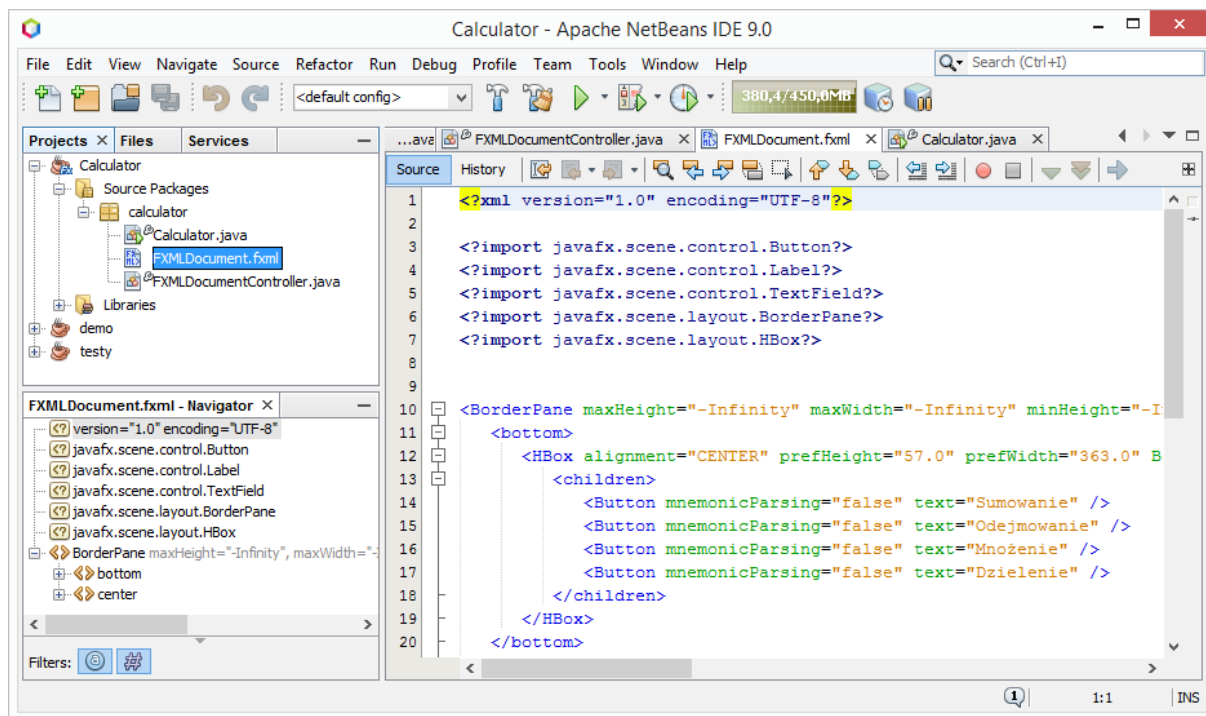 Calculator - Apache NetBeans IDE 9.0
File Edit View Navigate Source Refactor Run Debug Profile Team Tools Window Help
Search (Ctrl+I)
<default config>
380,4/450,0MB
Projects Files Services
Calculator
Source Packages
calculator
Calculator.java
FXMLDocument.fxml
FXMLDocumentController.java
Libraries
demo
testy
FXMLDocument.fxml - Navigator
version="1.0" encoding="UTF-8"
javafx.scene.control.Button
javafx.scene.control.Label
javafx.scene.control.TextField
javafx.scene.layout.BorderPane
javafx.scene.layout.HBox
BorderPane maxHeight="-Infinity", maxWidth="-
bottom
center
Filters:
...ava FXMLDocumentController.java FXMLDocument.fxml Calculator.java
Source History
1 <?xml version="1.0" encoding="UTF-8"?>
2
3 <?import javafx.scene.control.Button?>
4 <?import javafx.scene.control.Label?>
5 <?import javafx.scene.control.TextField?>
6 <?import javafx.scene.layout.BorderPane?>
7 <?import javafx.scene.layout.HBox?>
8
9
10 <BorderPane maxHeight="-Infinity" maxWidth="-Infinity" minHeight="-I
11 <bottom>
12 <HBox alignment="CENTER" prefHeight="57.0" prefWidth="363.0" B
13 <children>
14 <Button mnemonicParsing="false" text="Sumowanie" />
15 <Button mnemonicParsing="false" text="Odejmowanie" />
16 <Button mnemonicParsing="false" text="Mnożenie" />
17 <Button mnemonicParsing="false" text="Dzielenie" />
18 </children>
19 </HBox>
20 </bottom>
1 1:1 INS